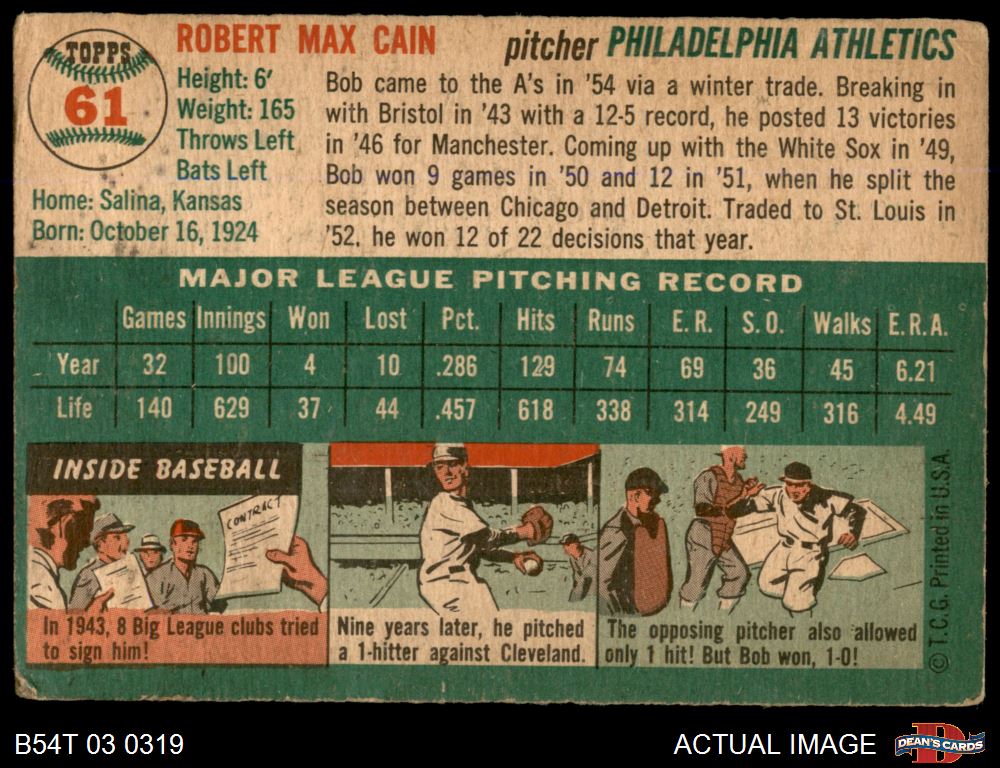 TOPPS
61
ROBERT MAX CAIN
pitcher PHILADELPHIA ATHLETICS
Height: 6'
Weight: 165
Throws Left
Bats Left
Home: Salina, Kansas
Born: October 16, 1924
Bob came to the A's in '54 via a winter trade. Breaking in
with Bristol in '43 with a 12-5 record, he posted 13 victories
in '46 for Manchester. Coming up with the White Sox in '49,
Bob won 9 games in '50 and 12 in '51, when he split the
season between Chicago and Detroit. Traded to St. Louis in
'52, he won 12 of 22 decisions that year.
MAJOR LEAGUE PITCHING RECORD
Games Innings Won Lost Pct. Hits Runs E.R. S.O. Walks E.R.A.
Year 32 100 4 10 .286 129 74 69 36 45 6.21
Life 140 629 37 44 .457 618 338 314 249 316 4.49
INSIDE BASEBALL
CONTRACT
In 1943, 8 Big League clubs tried
to sign him!
Nine years later, he pitched
a 1-hitter against Cleveland.
The opposing pitcher also allowed
only 1 hit! But Bob won, 1-0!
© T.C.G. Printed in U.S.A.
B54T 03 0319
ACTUAL IMAGE
D
DEAN'S CARDS